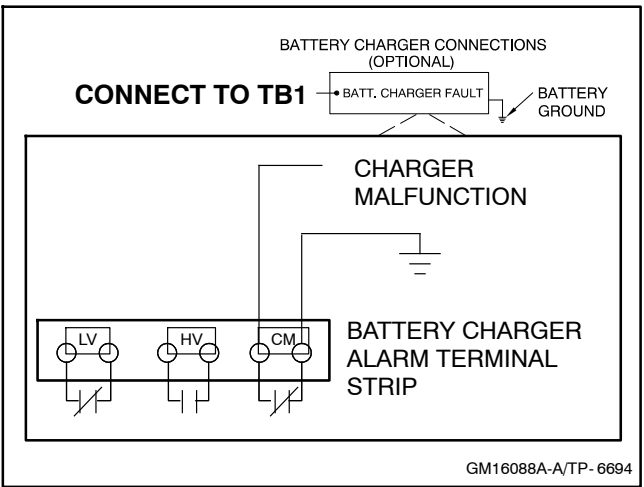 BATTERY CHARGER CONNECTIONS
(OPTIONAL)
CONNECT TO TB1
BATT. CHARGER FAULT
BATTERY
GROUND
CHARGER
MALFUNCTION
LV HV CM
BATTERY CHARGER
ALARM TERMINAL
STRIP
GM16088A-A/TP-6694